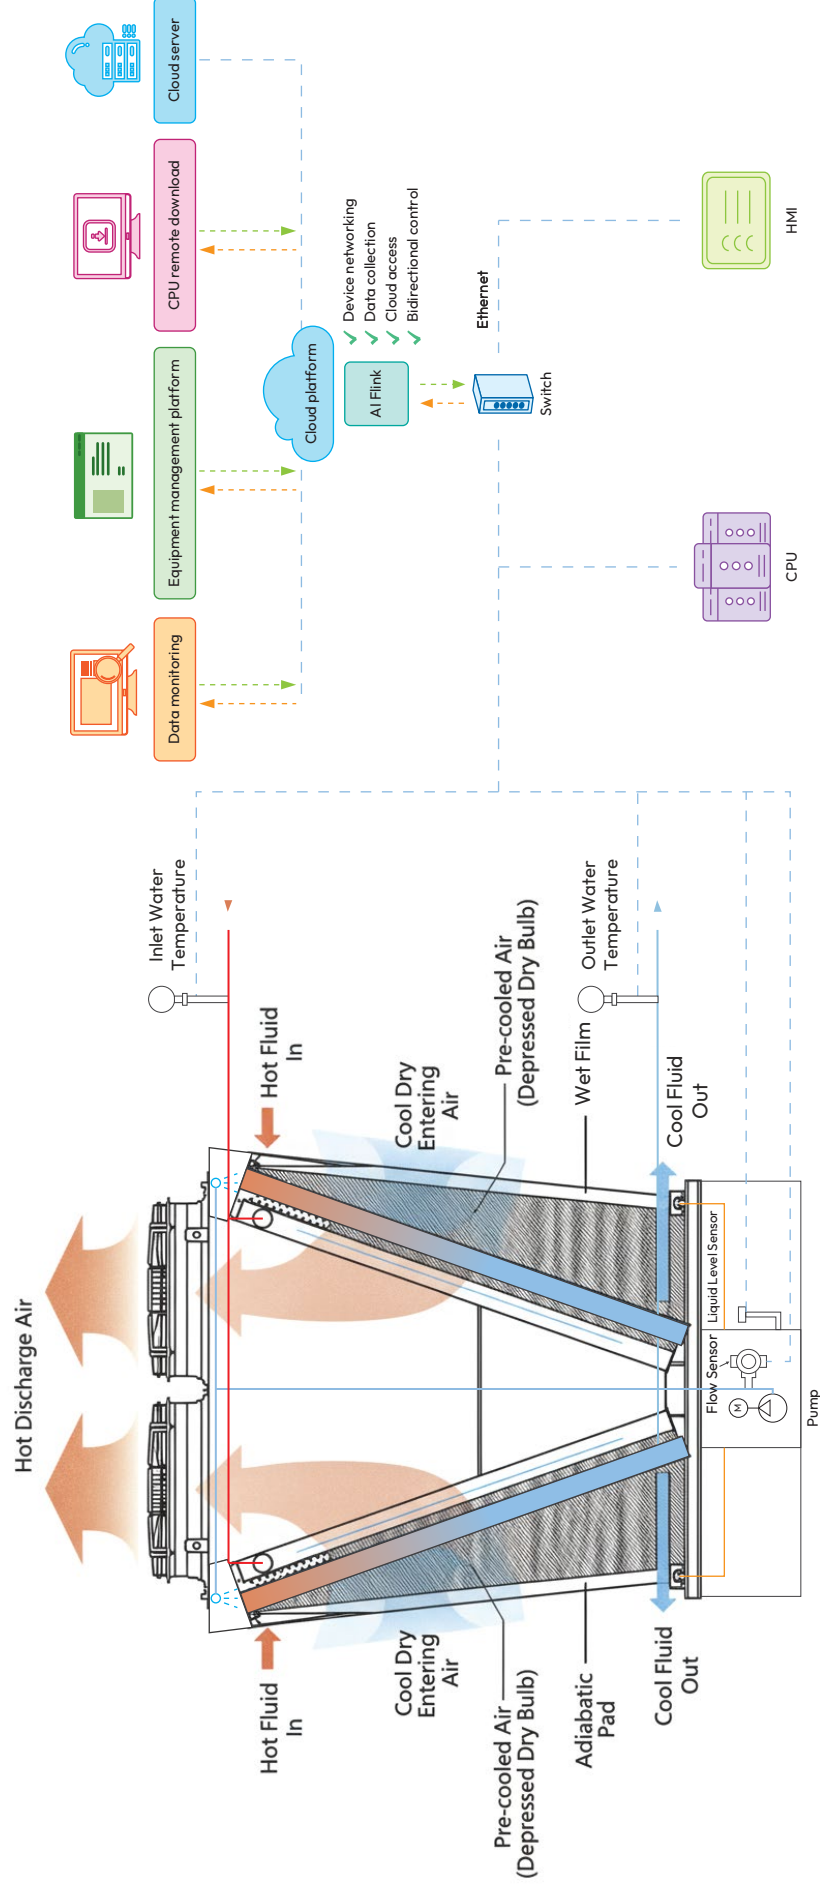 Hot Discharge Air
Hot Fluid
In
Hot Fluid
In
Cool Dry
Entering
Air
Cool Dry
Entering
Air
Pre-cooled Air
(Depressed Dry Bulb)
Pre-cooled Air
(Depressed Dry Bulb)
Adiabatic
Pad
Wet Film
Cool Fluid
Out
Cool Fluid
Out
Flow Sensor
Liquid Level Sensor
M
Pump
Inlet Water
Temperature
Outlet Water
Temperature
Data monitoring
Equipment management platform
CPU remote download
Cloud server
Cloud platform
AI Flink
Device networking
Data collection
Cloud access
Bidirectional control
Ethernet
Switch
CPU
HMI